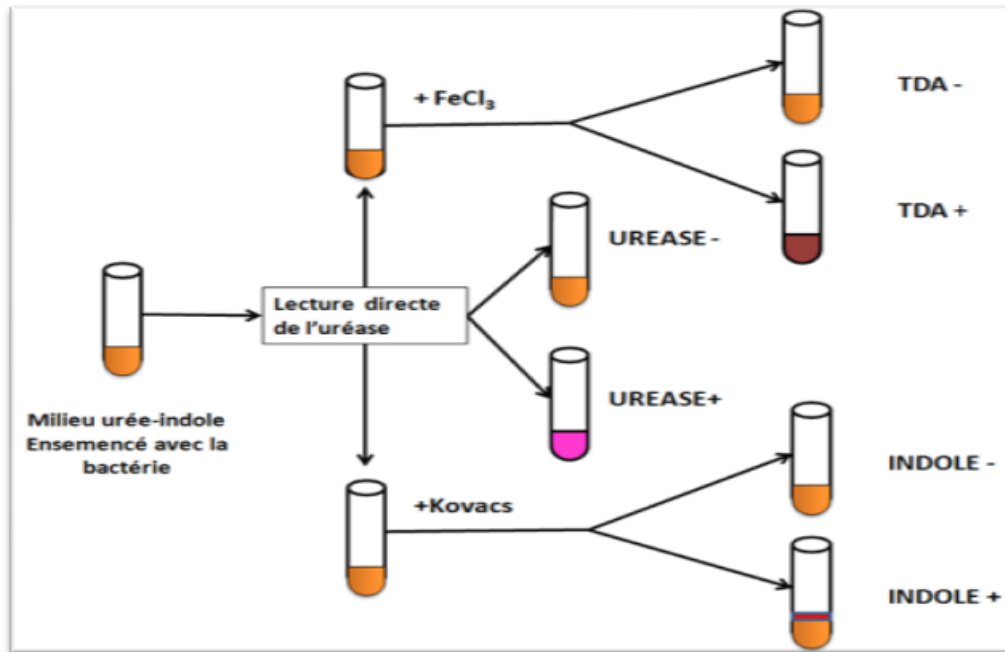 + FeCl₃
TDA -
TDA +
UREASE -
Lecture directe
de l'uréase
UREASE+
Milieu urée-indole
Ensemencé avec la
bactérie
+Kovacs
INDOLE -
INDOLE +